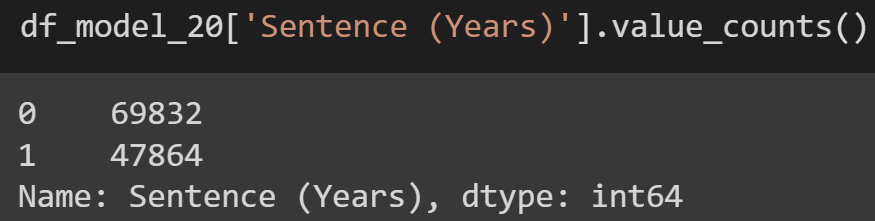 df_model_20['Sentence (Years)'].value_counts()
0    69832
1    47864
Name: Sentence (Years), dtype: int64